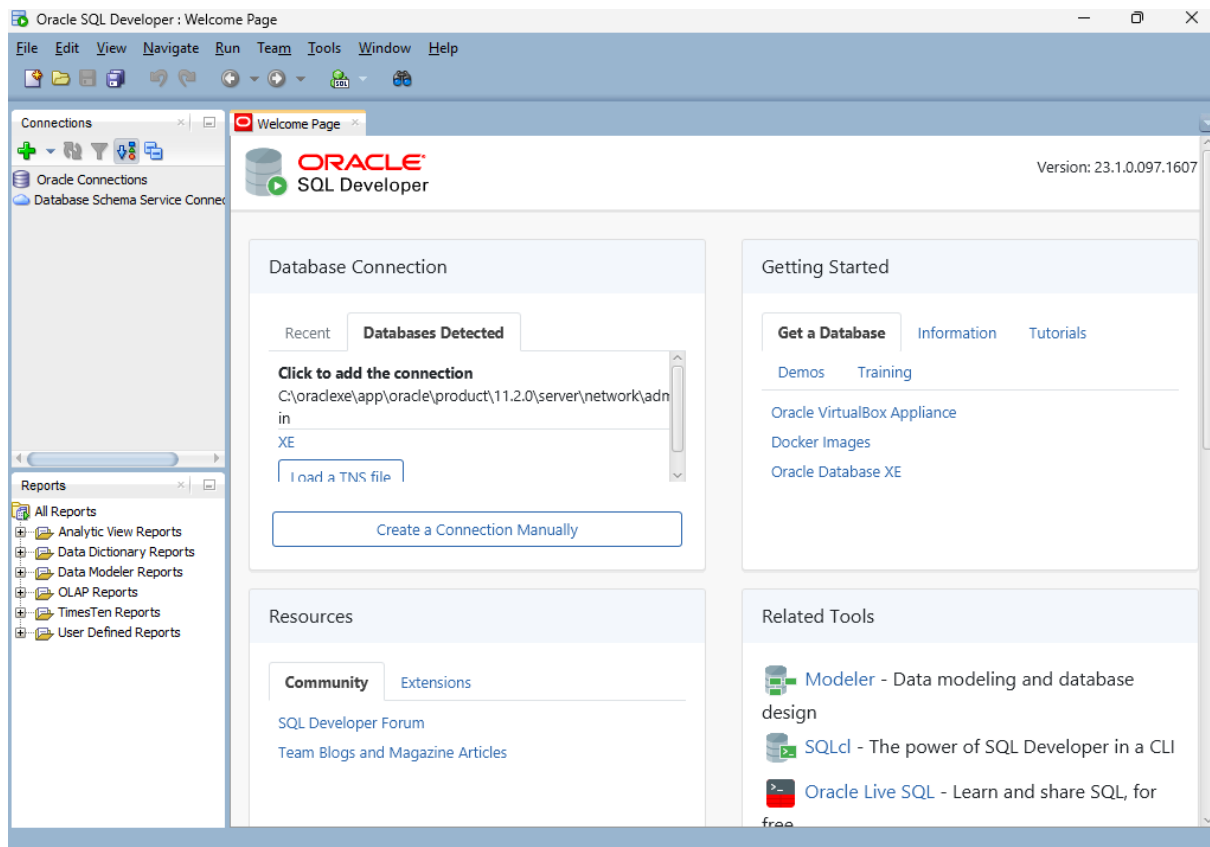 Oracle SQL Developer : Welcome Page
File Edit View Navigate Run Team Tools Window Help
SQL
Connections
Oracle Connections
Database Schema Service Connec
Reports
All Reports
Analytic View Reports
Data Dictionary Reports
Data Modeler Reports
OLAP Reports
TimesTen Reports
User Defined Reports
Welcome Page
ORACLE
SQL Developer
Version: 23.1.0.097.1607
Database Connection
Recent Databases Detected
Click to add the connection
C:\oraclexe\app\oracle\product\11.2.0\server\network\adm
in
XE
Load a TNS file
Create a Connection Manually
Getting Started
Get a Database Information Tutorials
Demos Training
Oracle VirtualBox Appliance
Docker Images
Oracle Database XE
Resources
Community Extensions
SQL Developer Forum
Team Blogs and Magazine Articles
Related Tools
Modeler - Data modeling and database
design
SQLcl - The power of SQL Developer in a CLI
Oracle Live SQL - Learn and share SQL, for
free